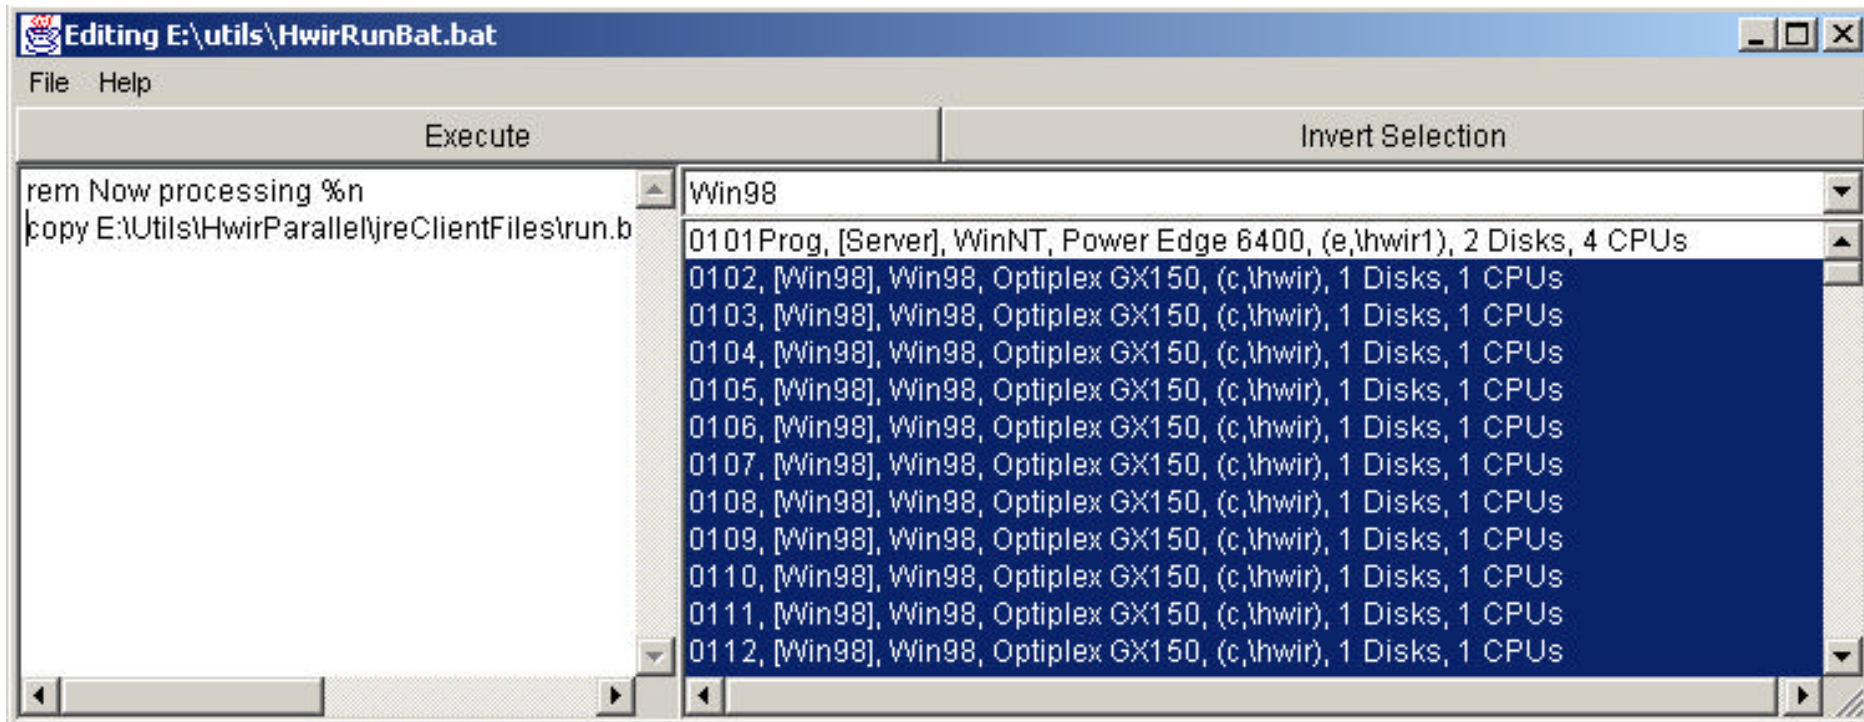 Editing E:\utils\HwirRunBat.bat
File Help
Execute
Invert Selection
rem Now processing %n
copy E:\Utils\HwirParallel\jreClientFiles\run.b
Win98
0101Prog, [Server], WinNT, Power Edge 6400, (e,\hwir1), 2 Disks, 4 CPUs
0102, [Win98], Win98, Optiplex GX150, (c,\hwir), 1 Disks, 1 CPUs
0103, [Win98], Win98, Optiplex GX150, (c,\hwir), 1 Disks, 1 CPUs
0104, [Win98], Win98, Optiplex GX150, (c,\hwir), 1 Disks, 1 CPUs
0105, [Win98], Win98, Optiplex GX150, (c,\hwir), 1 Disks, 1 CPUs
0106, [Win98], Win98, Optiplex GX150, (c,\hwir), 1 Disks, 1 CPUs
0107, [Win98], Win98, Optiplex GX150, (c,\hwir), 1 Disks, 1 CPUs
0108, [Win98], Win98, Optiplex GX150, (c,\hwir), 1 Disks, 1 CPUs
0109, [Win98], Win98, Optiplex GX150, (c,\hwir), 1 Disks, 1 CPUs
0110, [Win98], Win98, Optiplex GX150, (c,\hwir), 1 Disks, 1 CPUs
0111, [Win98], Win98, Optiplex GX150, (c,\hwir), 1 Disks, 1 CPUs
0112, [Win98], Win98, Optiplex GX150, (c,\hwir), 1 Disks, 1 CPUs